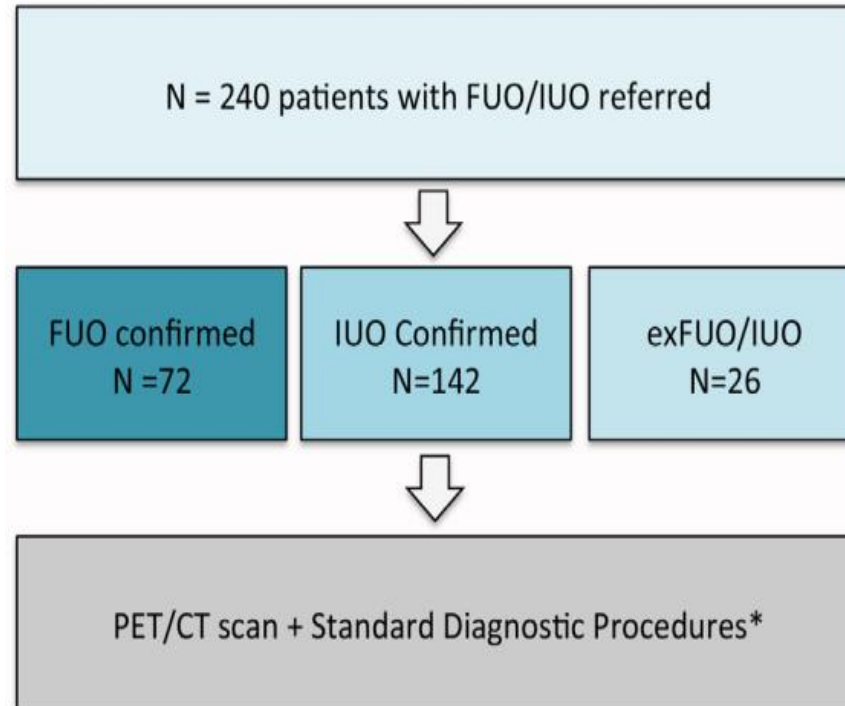 N = 240 patients with FUO/IUO referred
FUO confirmed
N =72
IUO Confirmed
N=142
exFUO/IUO
N=26
PET/CT scan + Standard Diagnostic Procedures*